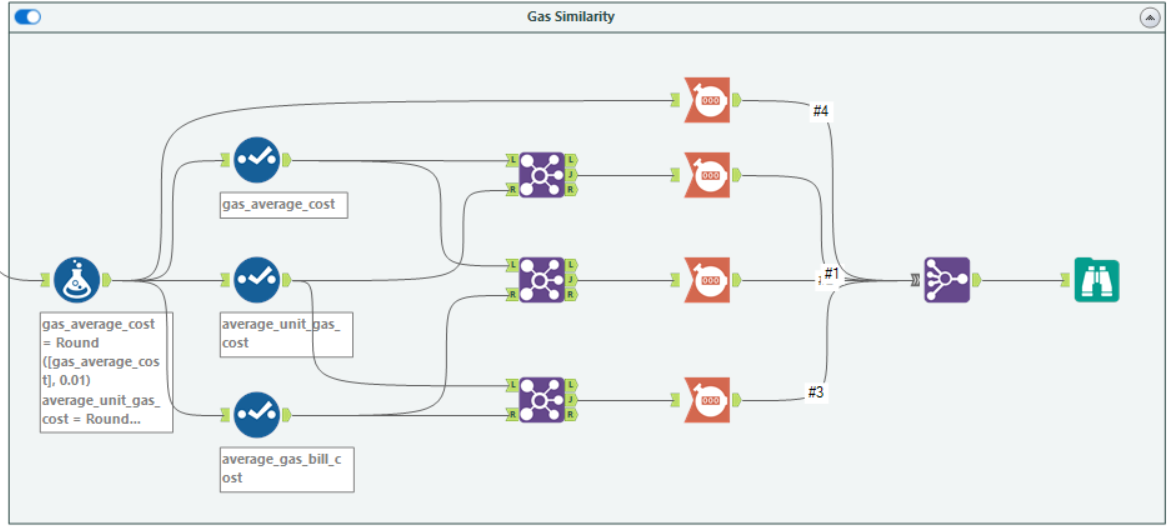 Gas Similarity
#4
L
L
J
R
R
gas_average_cost
L
L
J
R
R
#1
gas_average_cost
= Round
([gas_average_cos
t], 0.01)
average_unit_gas_
cost = Round...
average_unit_gas_
cost
L
L
J
R
R
#3
average_gas_bill_c
ost